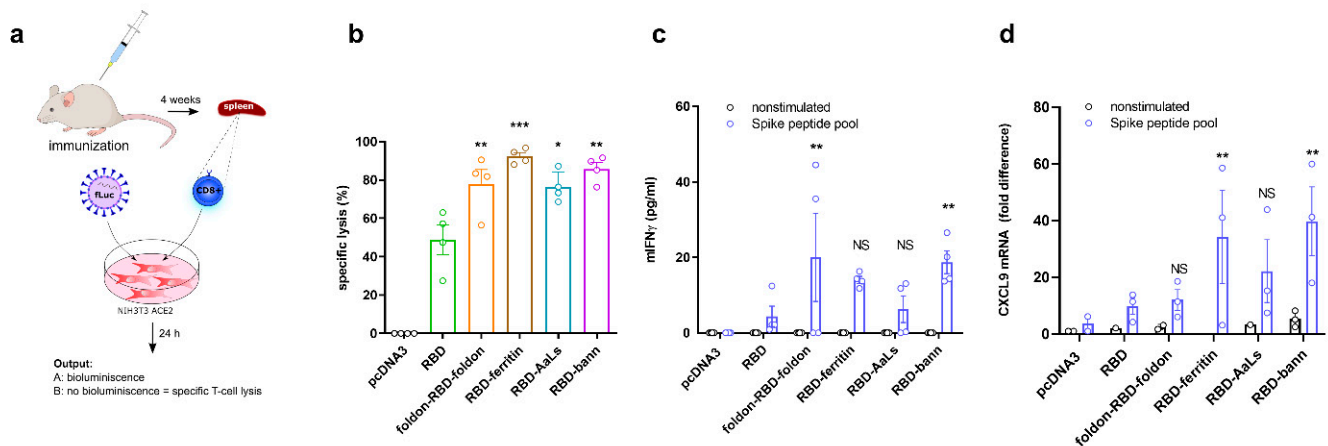 a
immunization
4 weeks
spleen
fLuc
CD8+
NIH3T3 ACE2
24 h
Output:
A: bioluminiscence
B: no bioluminiscence = specific T-cell lysis
b
specific lysis (%)
100
80
60
40
20
0
** *** * **
pcDNA3
RBD
foldon-RBD-foldon
RBD-ferritin
RBD-AaLs
RBD-bann
c
nonstimulated
Spike peptide pool
mIFNγ (pg/ml)
60
40
20
0
** NS NS **
pcDNA3
RBD
foldon-RBD-foldon
RBD-ferritin
RBD-AaLs
RBD-bann
d
nonstimulated
Spike peptide pool
CXCL9 mRNA (fold difference)
80
60
40
20
0
NS ** NS **
pcDNA3
RBD
foldon-RBD-foldon
RBD-ferritin
RBD-AaLs
RBD-bann